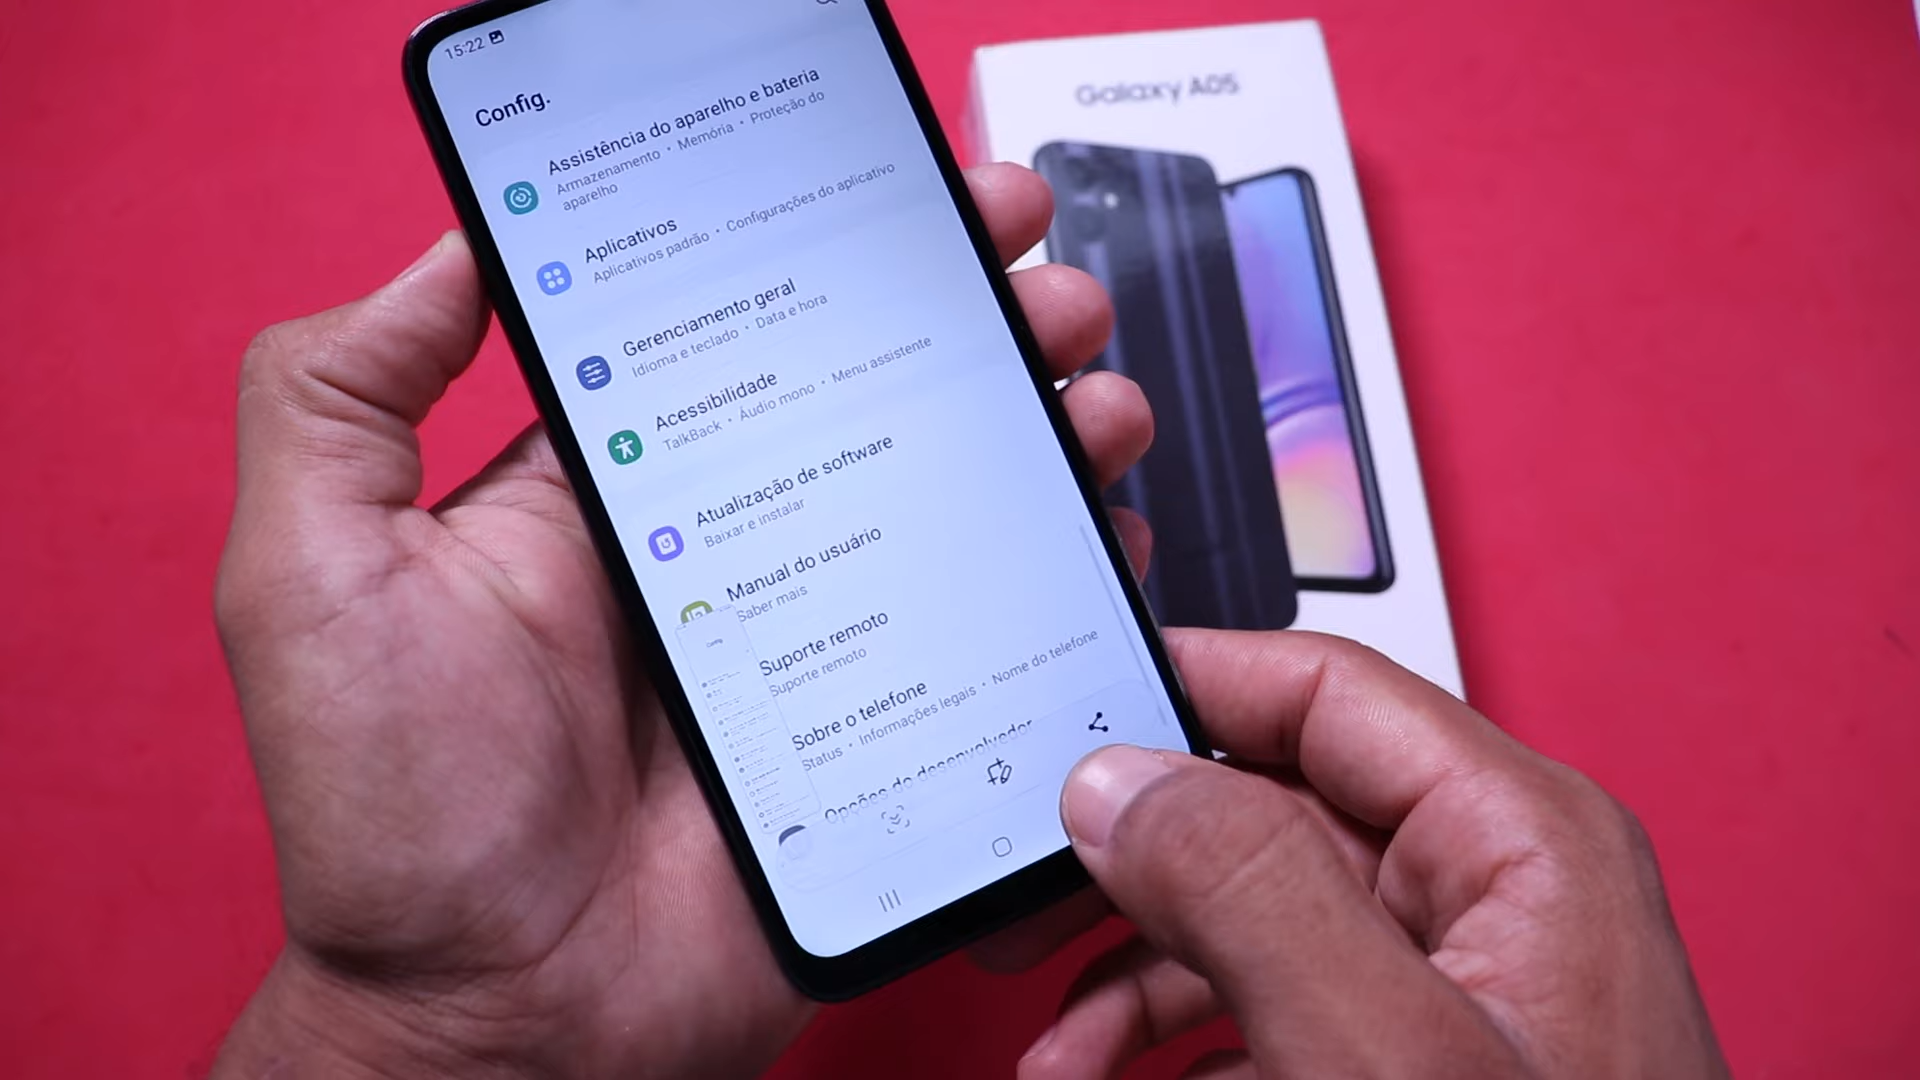 15:22
Config.
Assistência do aparelho e bateria
Armazenamento • Memória • Proteção do
aparelho
Aplicativos
Aplicativos padrão • Configurações do aplicativo
Gerenciamento geral
Idioma e teclado • Data e hora
Acessibilidade
TalkBack • Áudio mono • Menu assistente
Atualização de software
Baixar e instalar
Manual do usuário
Saber mais
Suporte remoto
Suporte remoto
Sobre o telefone
Status • Informações legais • Nome do telefone
Opções do desenvolvedor
Config.
Galaxy A05